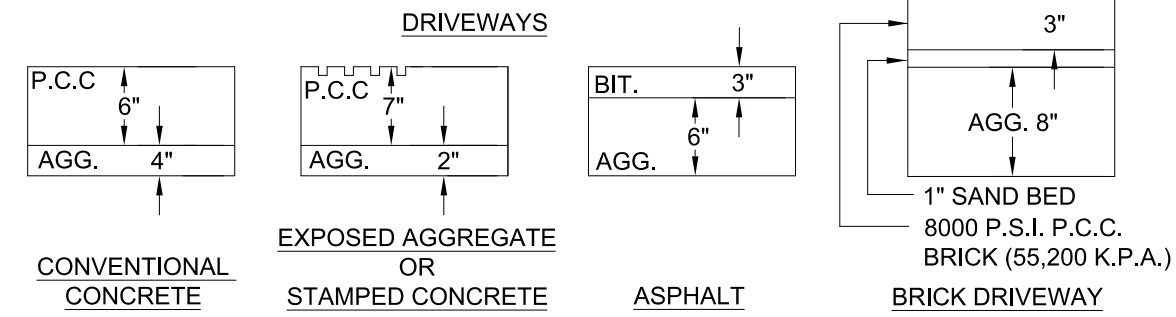 DRIVEWAYS
P.C.C
6"
AGG. 4"
CONVENTIONAL
CONCRETE
P.C.C
7"
AGG. 2"
EXPOSED AGGREGATE
OR
STAMPED CONCRETE
BIT. 3"
6"
AGG.
ASPHALT
3"
AGG. 8"
1" SAND BED
8000 P.S.I. P.C.C.
BRICK (55,200 K.P.A.)
BRICK DRIVEWAY